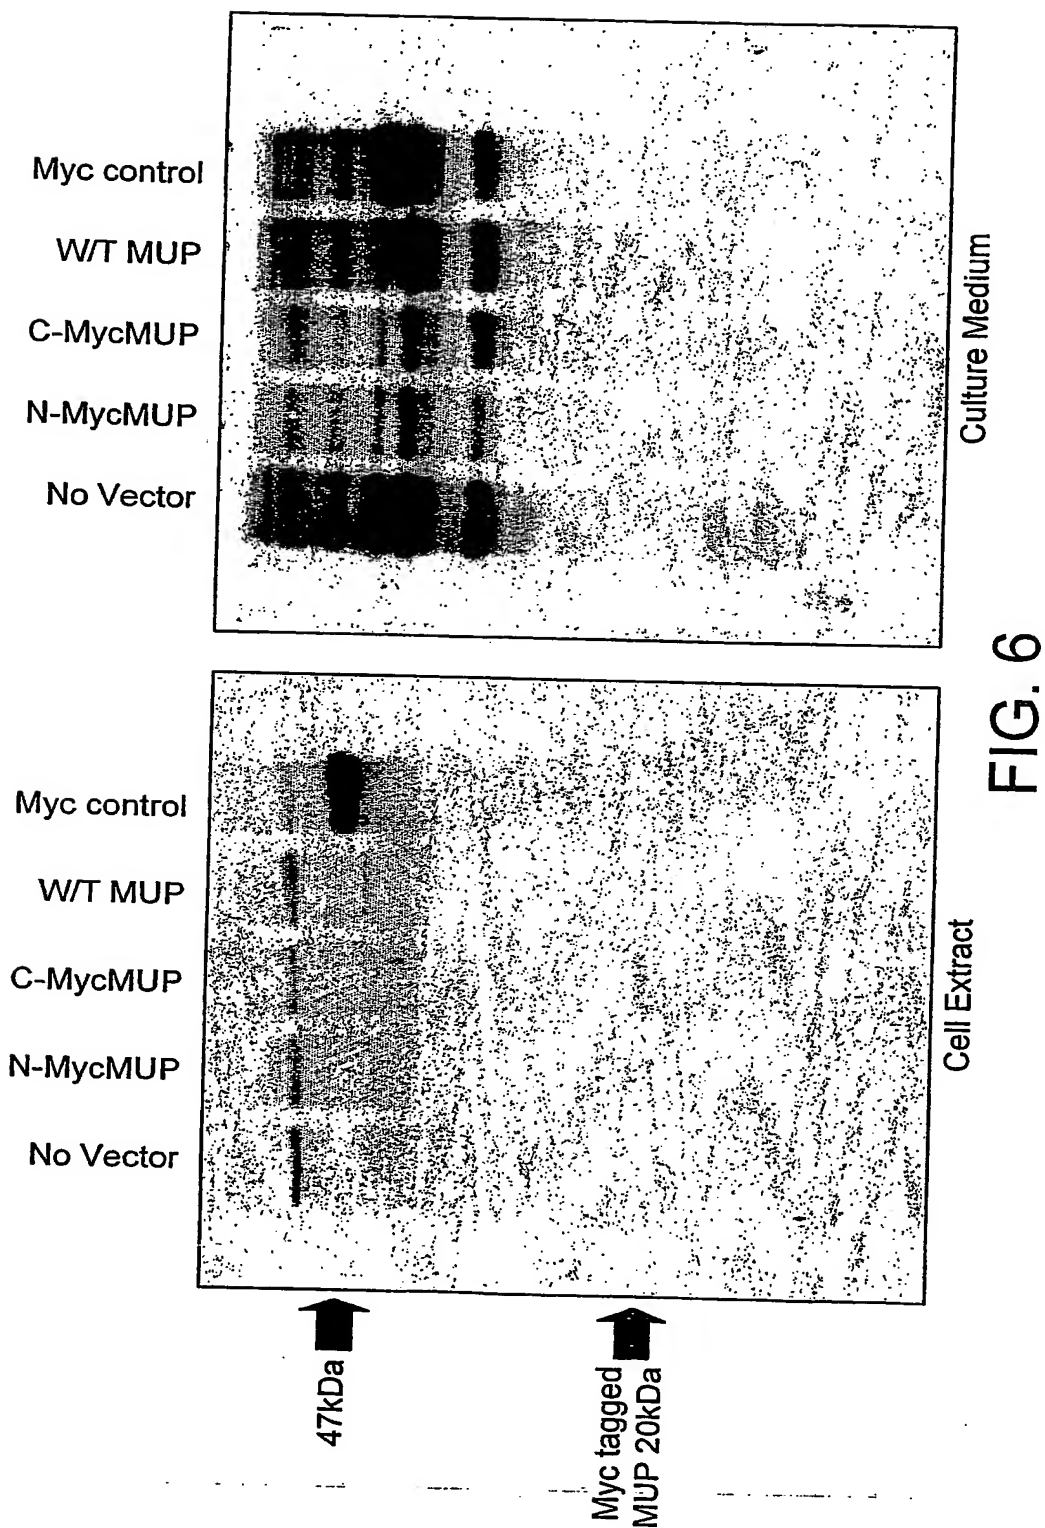 Myc control
W/T MUP
C-MycMUP
N-MycMUP
No Vector
Culture Medium
Myc control
W/T MUP
C-MycMUP
N-MycMUP
No Vector
Cell Extract
47kDa
Myc tagged
MUP 20kDa
FIG. 6